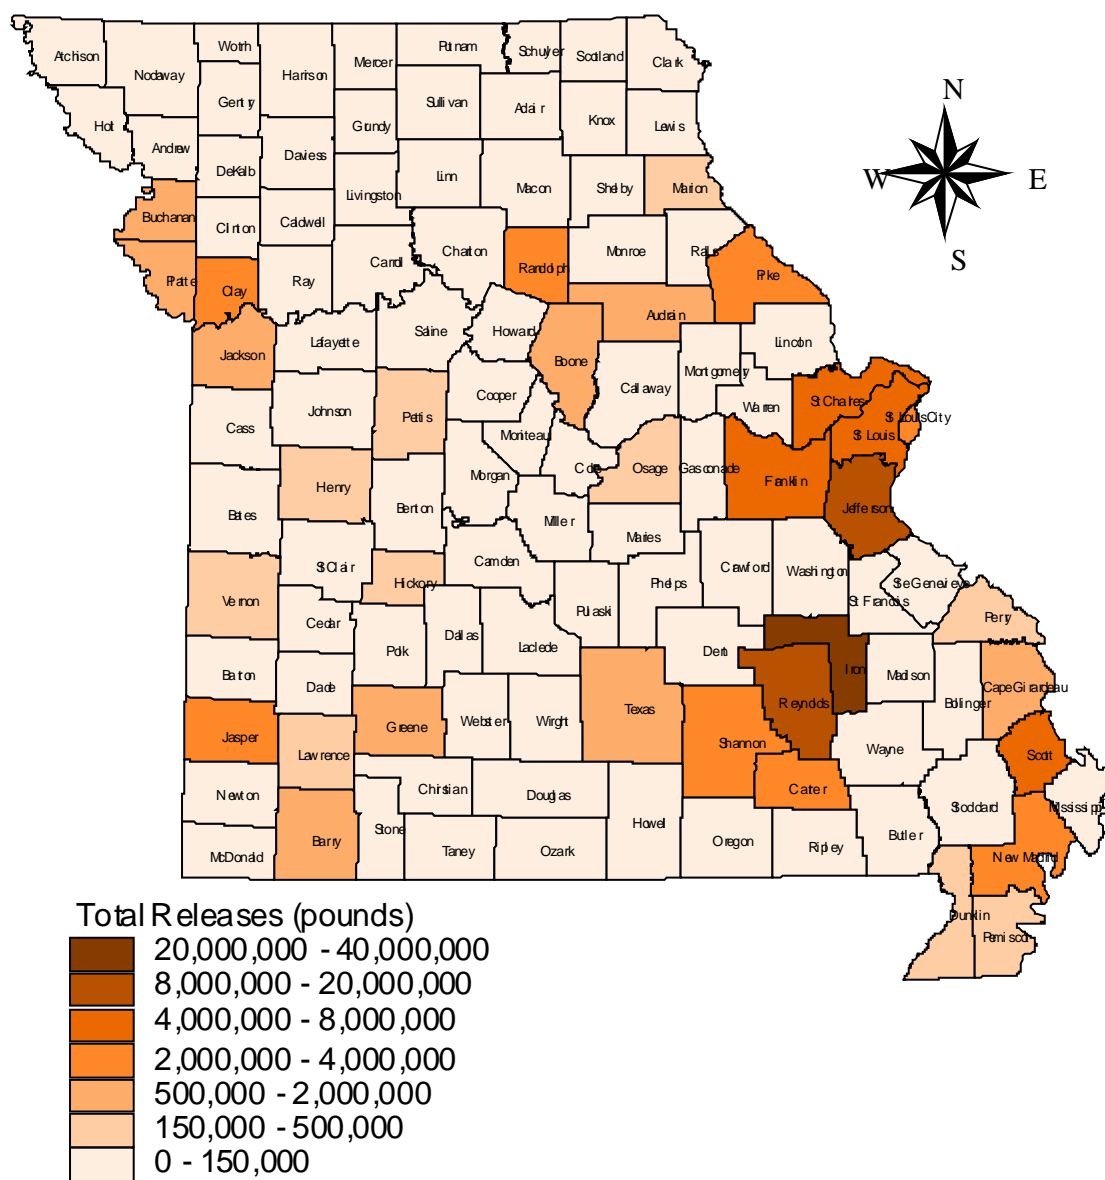 N
W
E
S
Atchison
Nodaway
Wotrh
Harrison
Mercer
Putnam
Schuyler
Scotland
Clark
Holt
Gentry
Grundy
Sullivan
Adair
Knox
Lewis
Andrew
DeKalb
Daviess
Livingston
Linn
Macon
Shelby
Marion
Buchanan
Clinton
Caldwell
Carroll
Chariton
Randolph
Monroe
Ralls
Pike
Platte
Clay
Ray
Audrain
Jackson
Lafayette
Saline
Howard
Boone
Callaway
Montgomery
Lincoln
Warren
St Charles
St LouisCity
St Louis
Cass
Johnson
Pettis
Cooper
Moniteau
Cole
Osage
Gasconade
Franklin
Jefferson
Bates
Henry
Benton
Morgan
Miller
Maries
Camden
Phelps
Crawford
Washington
St Francois
Ste Genevieve
Perry
Vernon
St Clair
Hickory
Cedar
Polk
Dallas
Laclede
Pulaski
Dent
Iron
Madison
Bollinger
CapeGirardeau
Barton
Dade
Greene
Webster
Wirght
Texas
Shannon
Reynolds
Wayne
Scott
Jasper
Lawrence
Christian
Douglas
Howell
Carter
Stoddard
Mississippi
Newton
McDonald
Barry
Stone
Taney
Ozark
Oregon
Ripley
Butler
New Madrid
Dunklin
Pemiscot
Total Releases (pounds)
20,000,000 - 40,000,000
8,000,000 - 20,000,000
4,000,000 - 8,000,000
2,000,000 - 4,000,000
500,000 - 2,000,000
150,000 - 500,000
0 - 150,000